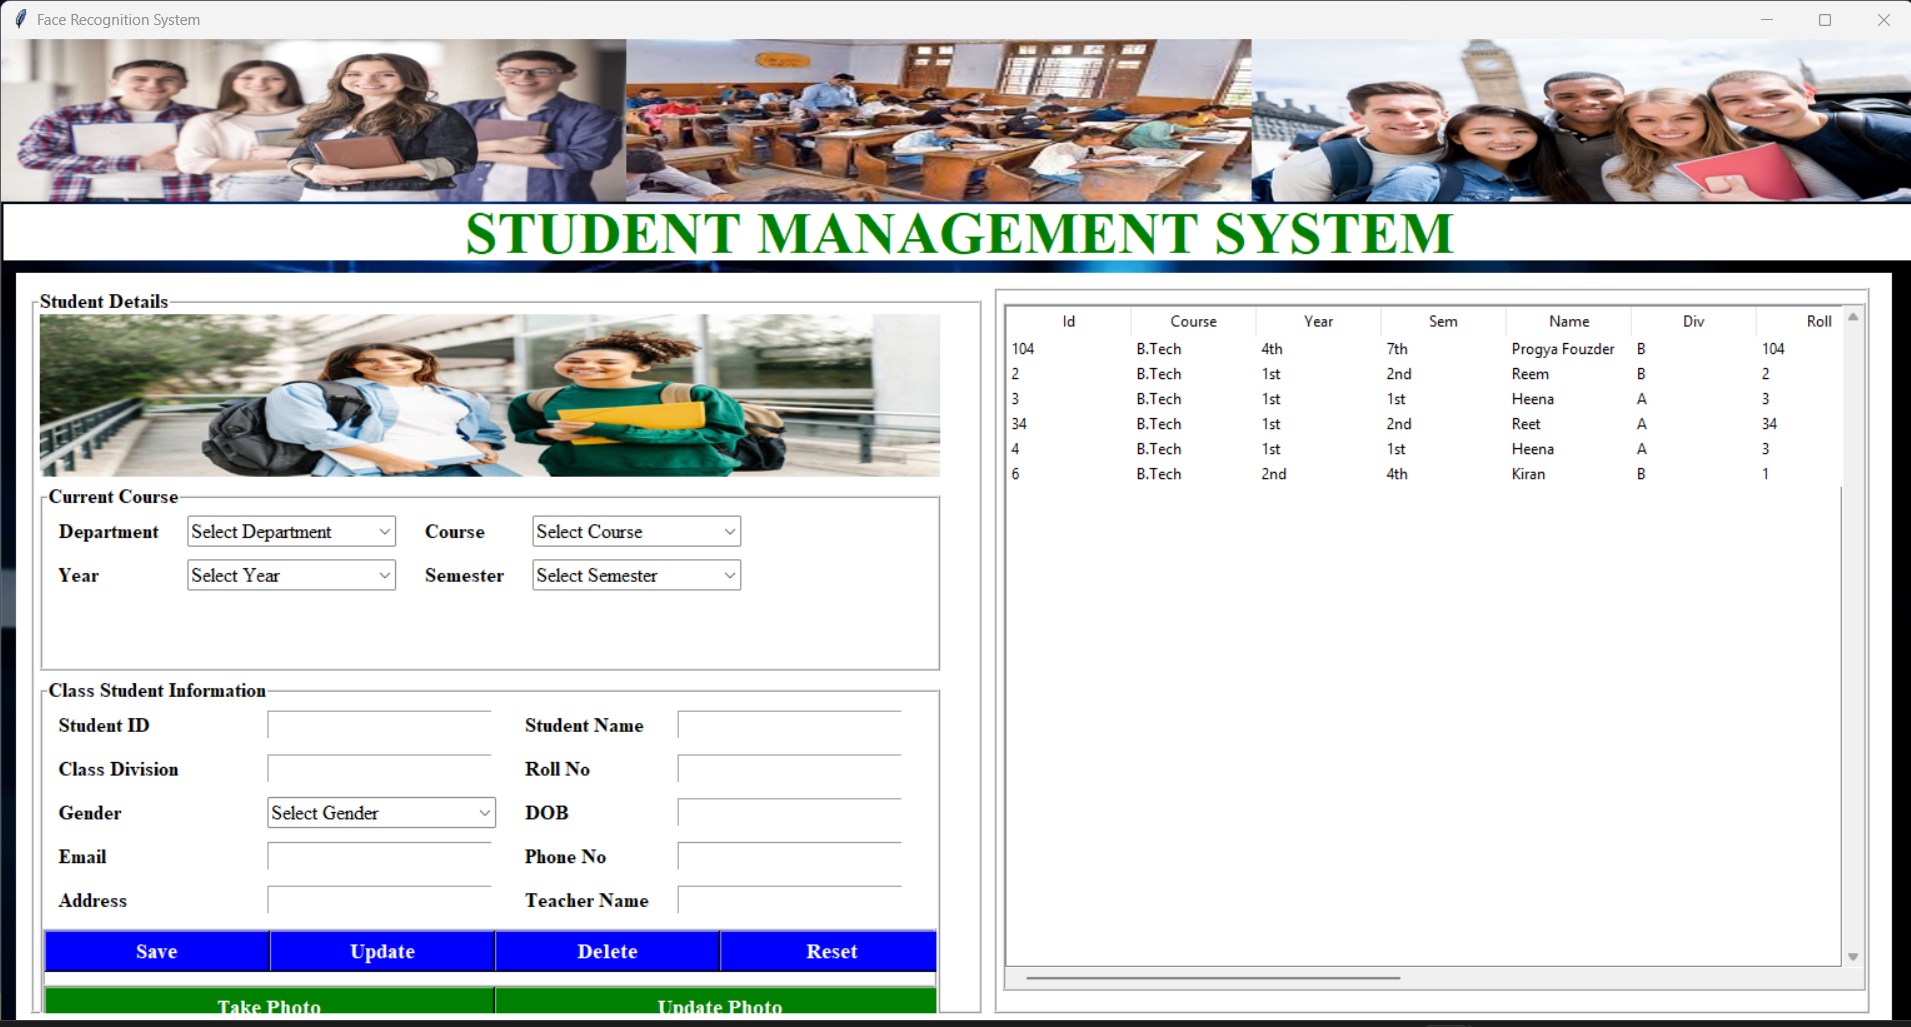 Face Recognition System
STUDENT MANAGEMENT SYSTEM
Student Details
Current Course
Department Select Department Course Select Course
Year Select Year Semester Select Semester
Class Student Information
Student ID Student Name
Class Division Roll No
Gender Select Gender DOB
Email Phone No
Address Teacher Name
Save Update Delete Reset
Take Photo Update Photo
Id Course Year Sem Name Div Roll
104 B.Tech 4th 7th Progya Fouzder B 104
2 B.Tech 1st 2nd Reem B 2
3 B.Tech 1st 1st Heena A 3
34 B.Tech 1st 2nd Reet A 34
4 B.Tech 1st 1st Heena A 3
6 B.Tech 2nd 4th Kiran B 1